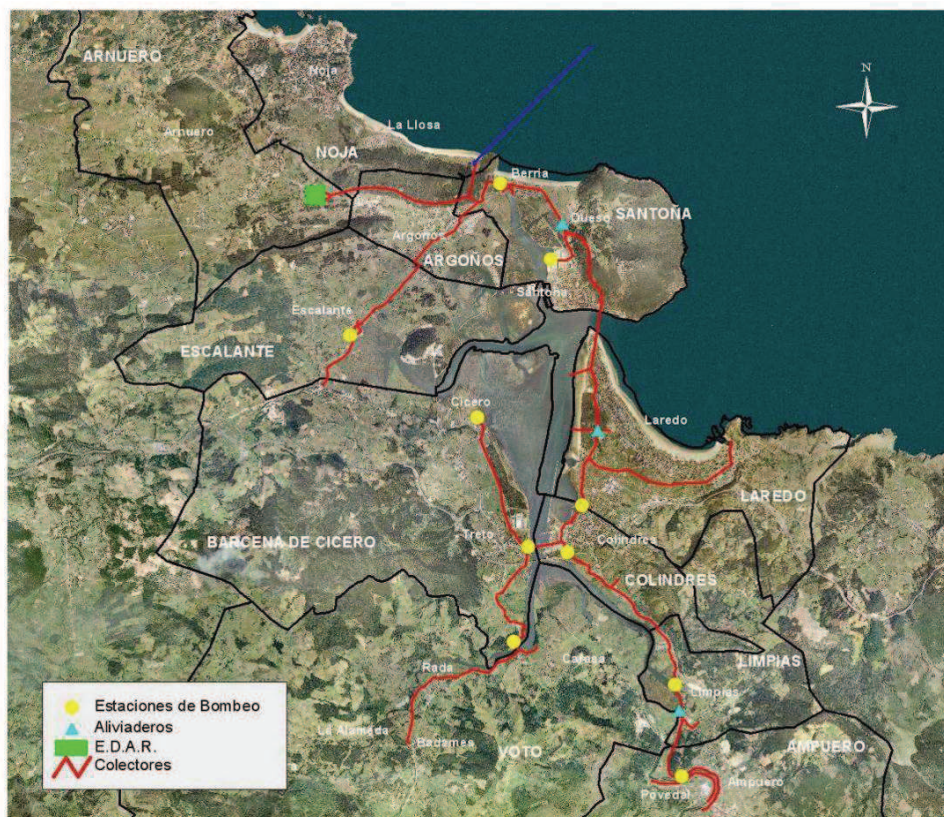 ARNUERO
Noja
N
La Llosa
Arnuero
NOJA
Berria
SANTOÑA
Dueso
Argoños
ARGOÑOS
Santoña
Escalante
ESCALANTE
Cicero
Laredo
LAREDO
Treto
Colindres
BARCENA DE CICERO
COLINDRES
Carasa
LIMPIAS
Rada
Limpias
Estaciones de Bombeo
Aliviaderos
E.D.A.R.
Colectores
La Alameda
Badames
VOTO
AMPUERO
Povedal
Ampuero